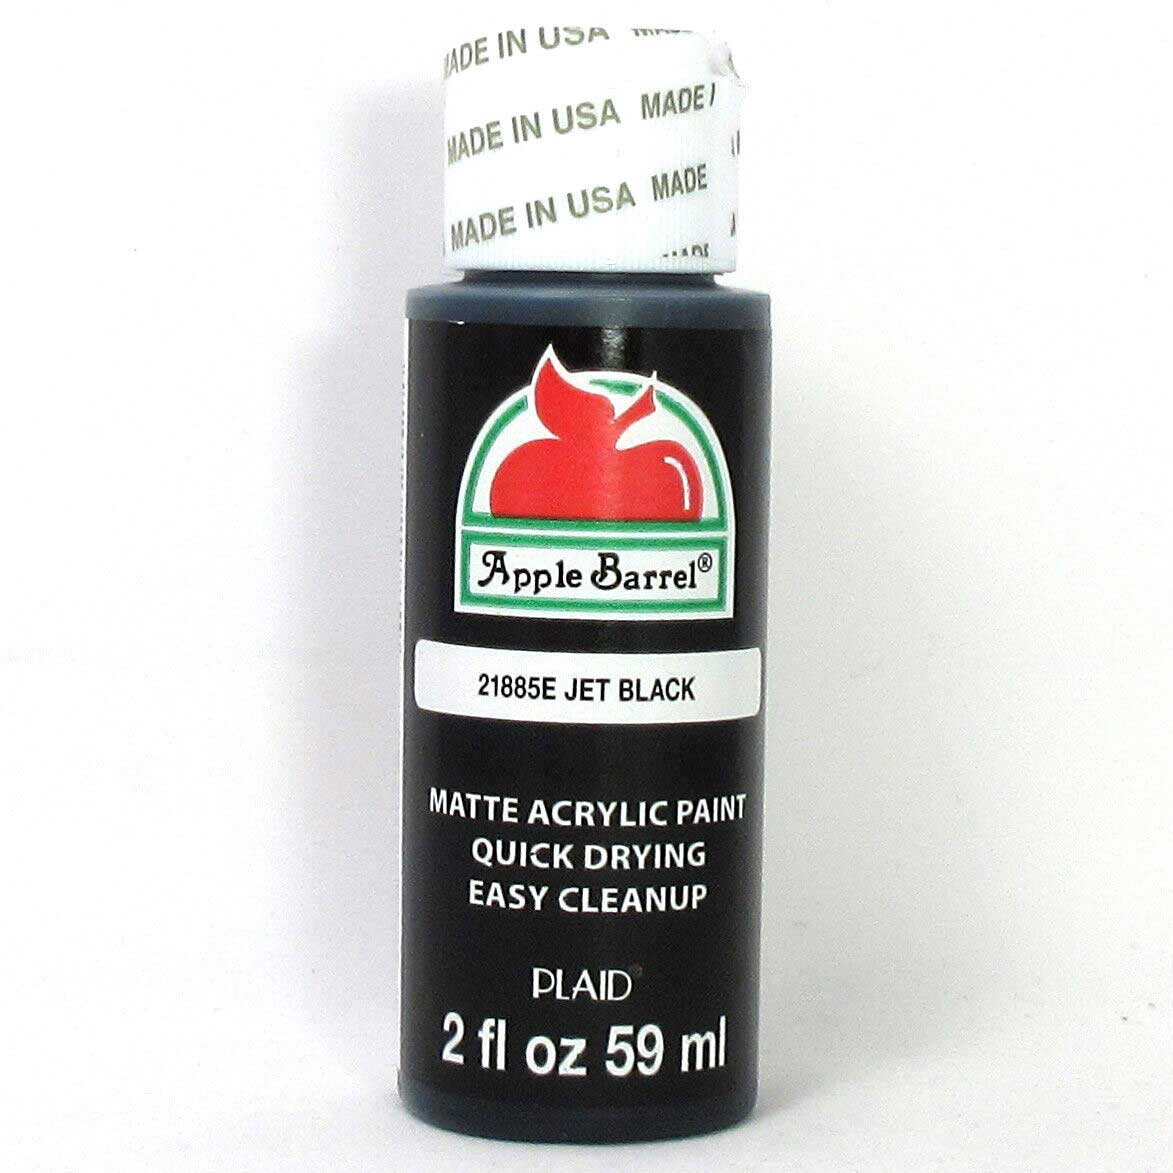 MADE IN USA
MADE IN USA MADE
MADE IN USA MADE
MADE
Apple Barrel®
21885E JET BLACK
MATTE ACRYLIC PAINT
QUICK DRYING
EASY CLEANUP
PLAID
2 fl oz 59 ml